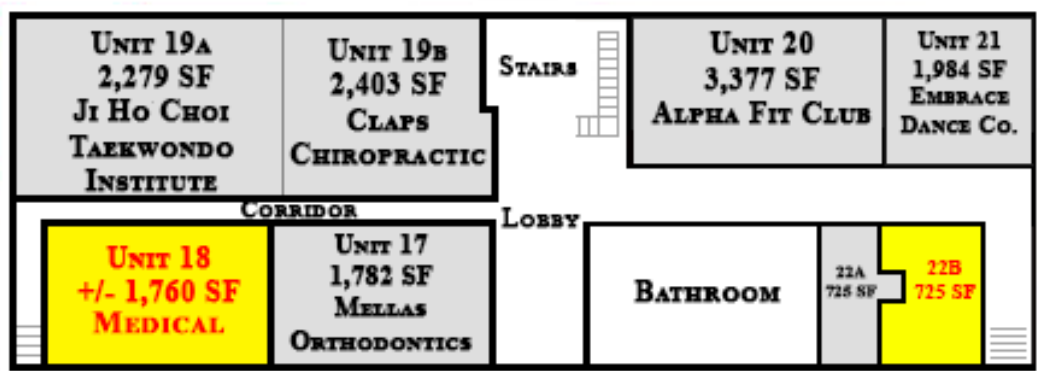 Unit 19A
2,279 SF
Ji Ho Choi
Taekwondo
Institute
Unit 19B
2,403 SF
Claps
Chiropractic
Stairs
Unit 20
3,377 SF
Alpha Fit Club
Unit 21
1,984 SF
Embrace
Dance Co.
Corridor
Lobby
Unit 18
+/- 1,760 SF
Medical
Unit 17
1,782 SF
Mellas
Orthodontics
Bathroom
22A
725 SF
22B
725 SF